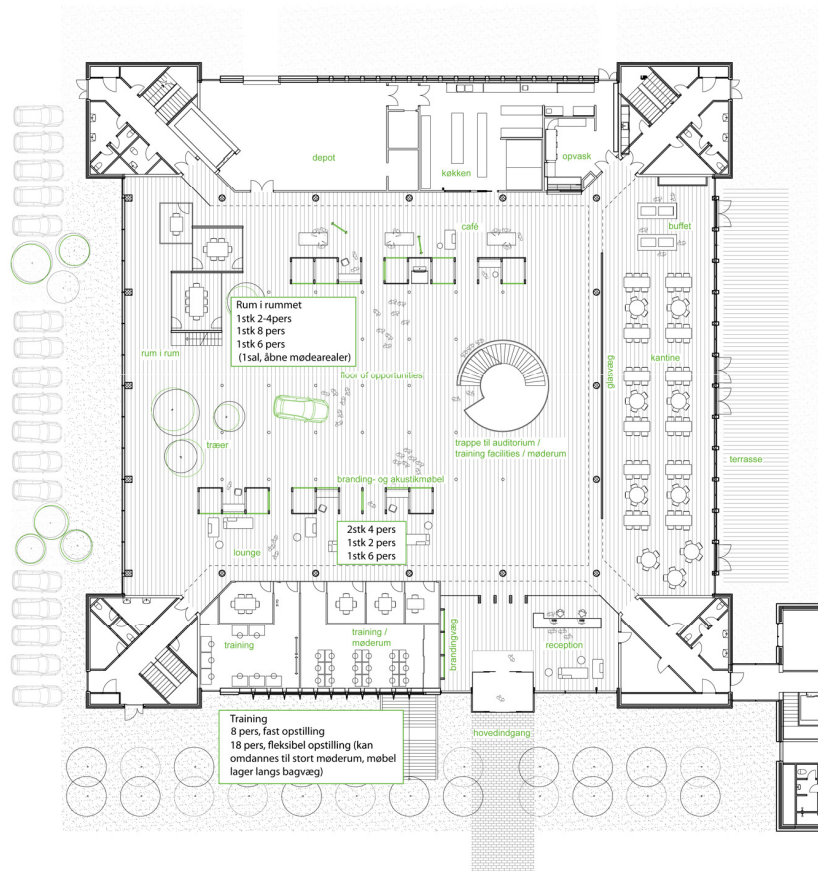 UP
depot
køkken
opvask
café
buffet
Rum i rummet
1stk 2-4pers
1stk 8 pers
1stk 6 pers
(1sal, åbne mødearealer)
rum i rum
floor of opportunities
glasvæg
kantine
træer
trappe til auditorium /
training facilities / møderum
terrasse
branding- og akustikmøbel
2stk 4 pers
1stk 2 pers
1stk 6 pers
lounge
training
training /
møderum
brandingvæg
reception
Training
8 pers, fast opstilling
18 pers, fleksibel opstilling (kan
omdannes til stort møderum, møbel
lager langs bagvæg)
hovedindgang